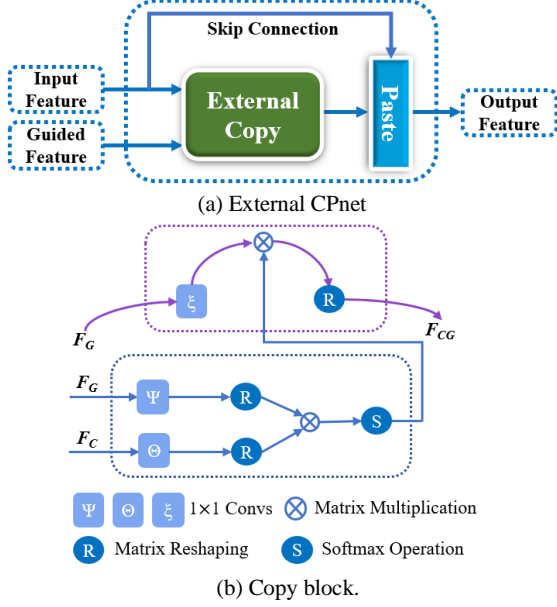 Skip Connection
Input
Feature
External
Copy
Paste
Output
Feature
Guided
Feature
(a) External CPnet
ξ
R
F_G
F_CG
F_G
Ψ
R
S
F_C
Θ
R
Ψ Θ ξ 1×1 Convs
Matrix Multiplication
R Matrix Reshaping
S Softmax Operation
(b) Copy block.